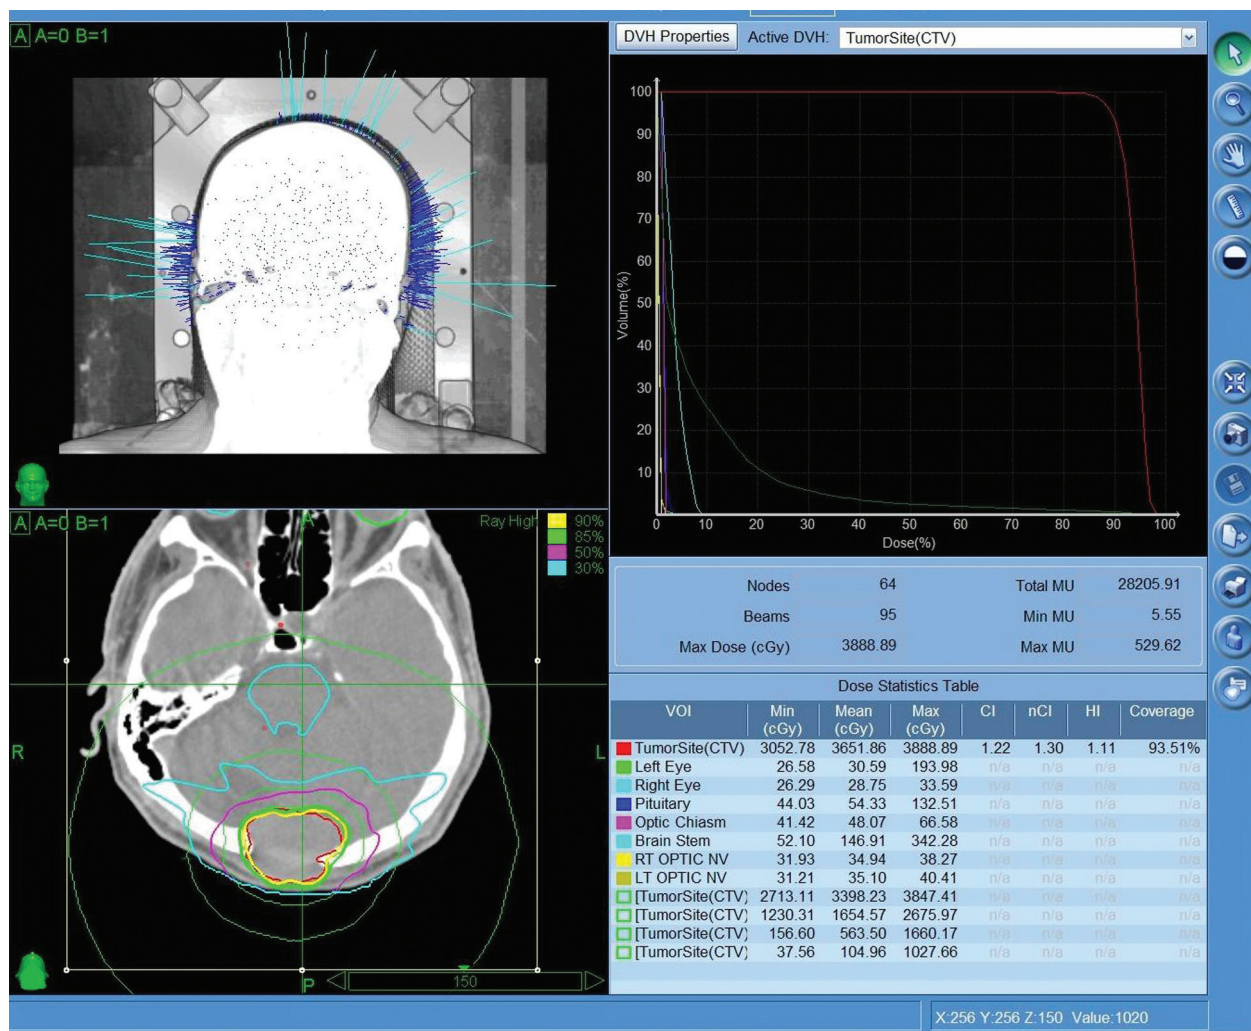 A A=0 B=1
DVH Properties Active DVH: TumorSite(CTV)
Volume(%)
100
90
80
70
60
50
40
30
20
10
0 10 20 30 40 50 60 70 80 90 100
Dose(%)
A A=0 B=1
A
Ray High
90%
85%
50%
30%
R
L
P
150
Nodes 64 Total MU 28205.91
Beams 95 Min MU 5.55
Max Dose (cGy) 3888.89 Max MU 529.62
Dose Statistics Table
VOI Min (cGy) Mean (cGy) Max (cGy) CI nCI HI Coverage
TumorSite(CTV) 3052.78 3651.86 3888.89 1.22 1.30 1.11 93.51%
Left Eye 26.58 30.59 193.98 n/a n/a n/a n/a
Right Eye 26.29 28.75 33.59 n/a n/a n/a n/a
Pituitary 44.03 54.33 132.51 n/a n/a n/a n/a
Optic Chiasm 41.42 48.07 66.58 n/a n/a n/a n/a
Brain Stem 52.10 146.91 342.28 n/a n/a n/a n/a
RT OPTIC NV 31.93 34.94 38.27 n/a n/a n/a n/a
LT OPTIC NV 31.21 35.10 40.41 n/a n/a n/a n/a
[TumorSite(CTV) 2713.11 3398.23 3847.41 n/a n/a n/a n/a
[TumorSite(CTV) 1230.31 1654.57 2675.97 n/a n/a n/a n/a
[TumorSite(CTV) 156.60 563.50 1660.17 n/a n/a n/a n/a
[TumorSite(CTV) 37.56 104.96 1027.66 n/a n/a n/a n/a
X:256 Y:256 Z:150 Value:1020